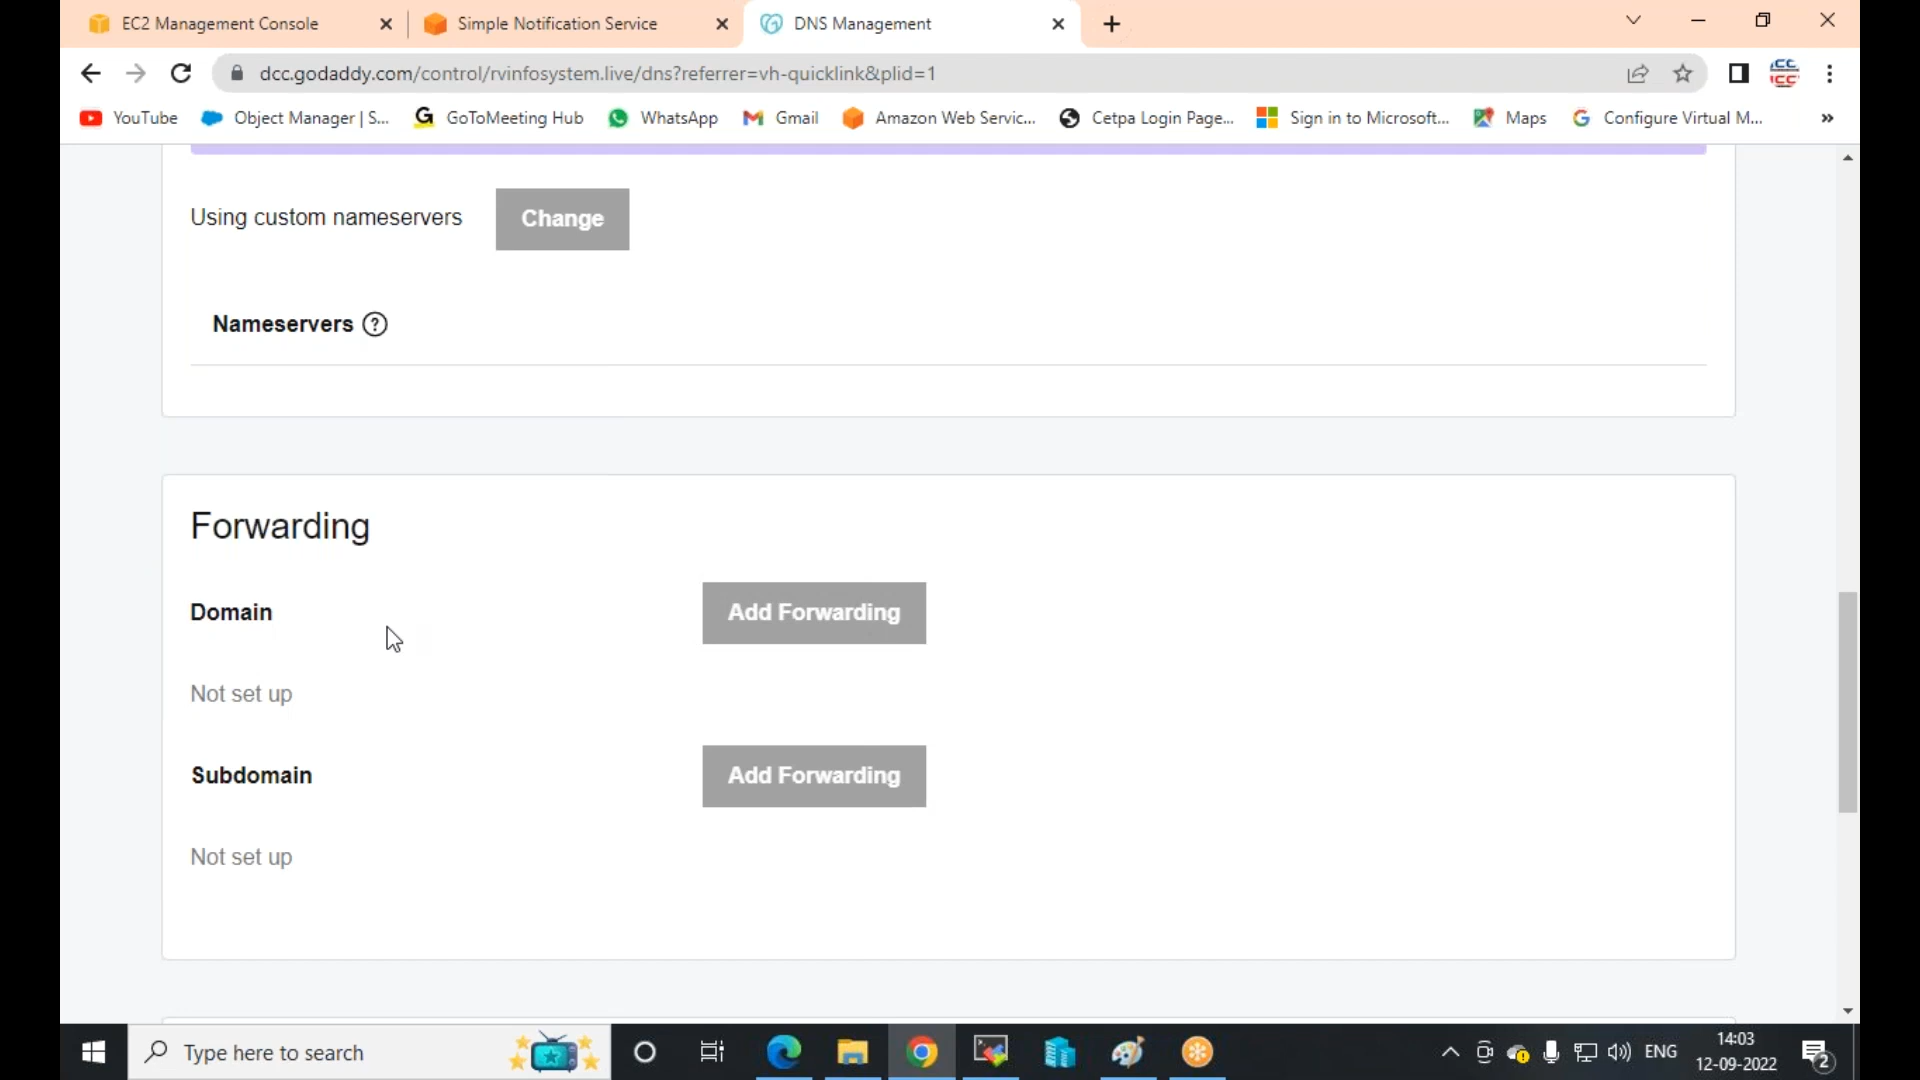 EC2 Management Console
Simple Notification Service
DNS Management
dcc.godaddy.com/control/rvinfosystem.live/dns?referrer=vh-quicklink&plid=1
YouTube
Object Manager | S...
GoToMeeting Hub
WhatsApp
Gmail
Amazon Web Servic...
Cetpa Login Page...
Sign in to Microsoft...
Maps
Configure Virtual M...
»
Using custom nameservers
Change
Nameservers ?
Forwarding
Domain
Add Forwarding
Not set up
Subdomain
Add Forwarding
Not set up
Type here to search
ENG
14:03
12-09-2022
2